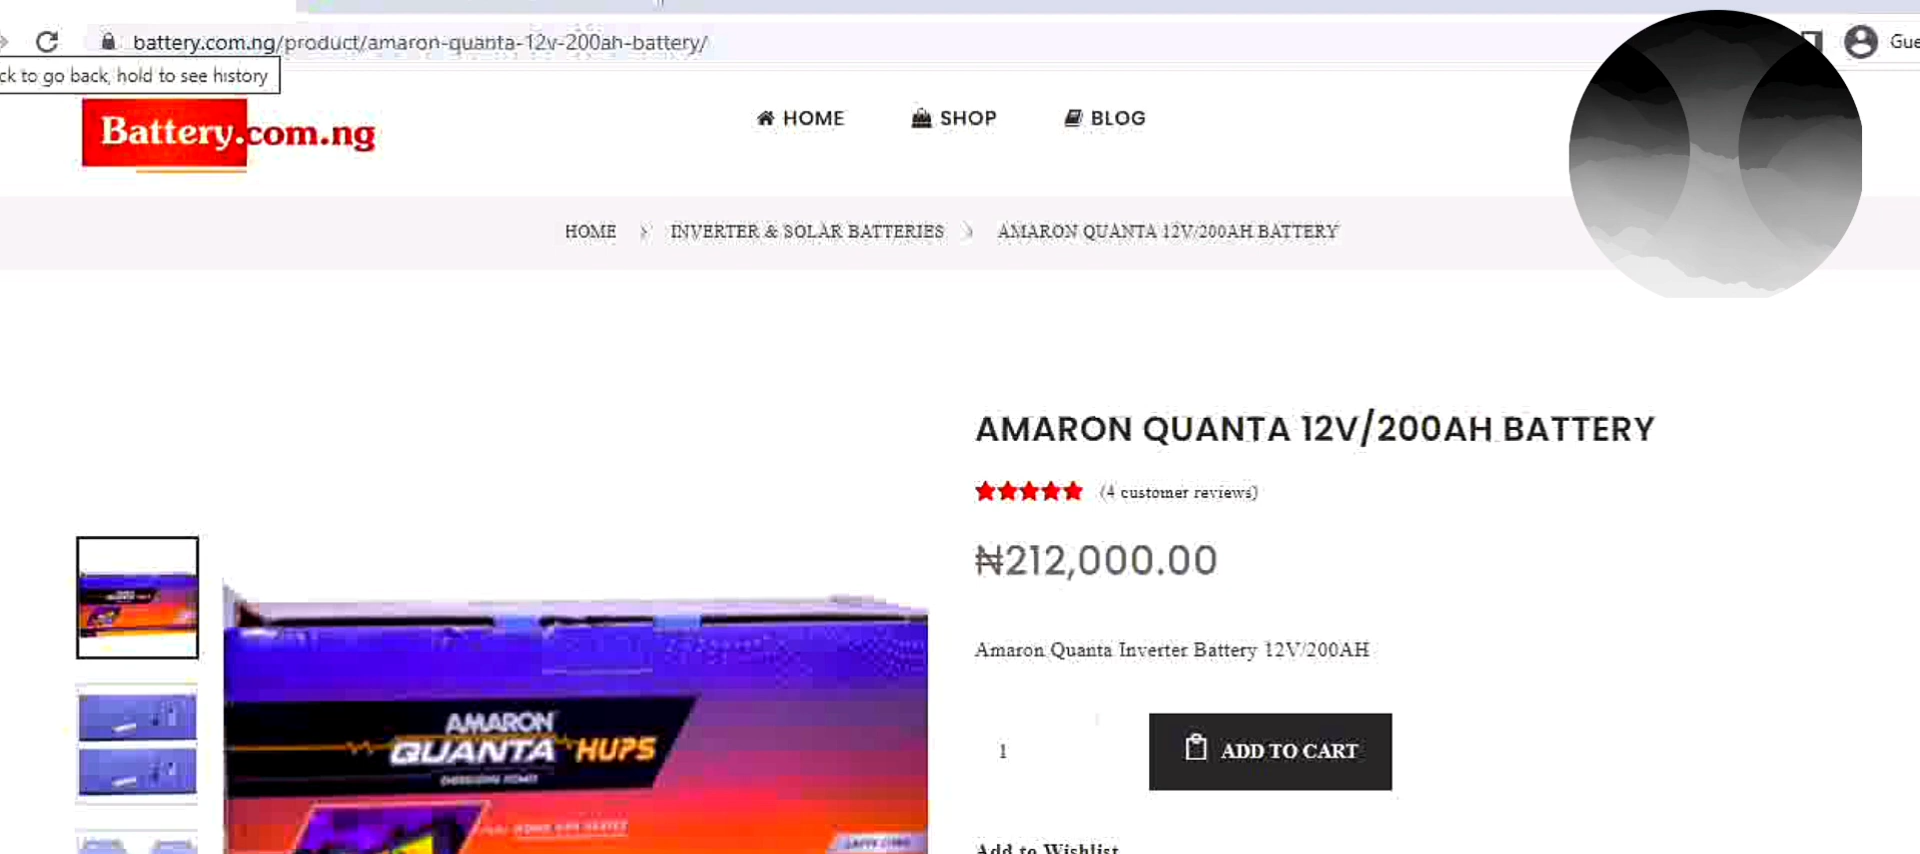 battery.com.ng/product/amaron-quanta-12v-200ah-battery/
Gue
ck to go back, hold to see history
Battery.com.ng
HOME
SHOP
BLOG
HOME > INVERTER & SOLAR BATTERIES > AMARON QUANTA 12V/200AH BATTERY
AMARON QUANTA 12V/200AH BATTERY
(4 customer reviews)
₦212,000.00
Amaron Quanta Inverter Battery 12V/200AH
AMARON
QUANTA HUPS
1
ADD TO CART
Add to Wishlist